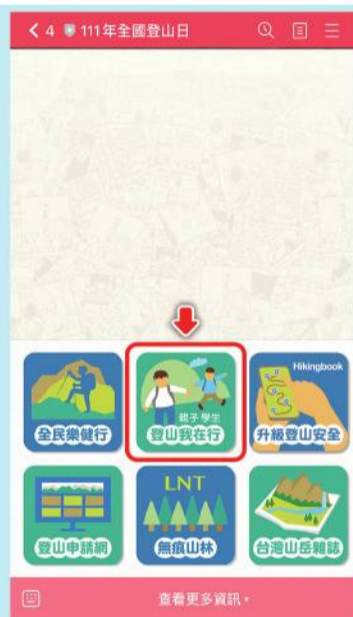 4 111年全國登山日
全民樂健行
親子 學生
登山我在行
Hikingbook
升級登山安全
登山申請網
LNT
無痕山林
台灣山岳雜誌
查看更多資訊